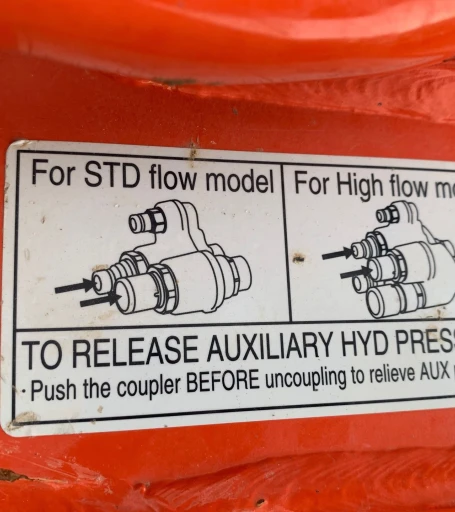 For STD flow model
For High flow
TO RELEASE AUXILIARY HYD
· Push the coupler BEFORE uncoupling to relieve AUX